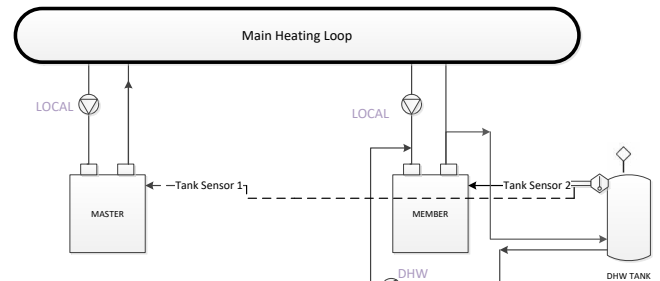 Main Heating Loop
LOCAL
LOCAL
Tank Sensor 1
Tank Sensor 2
MASTER
MEMBER
DHW
DHW TANK